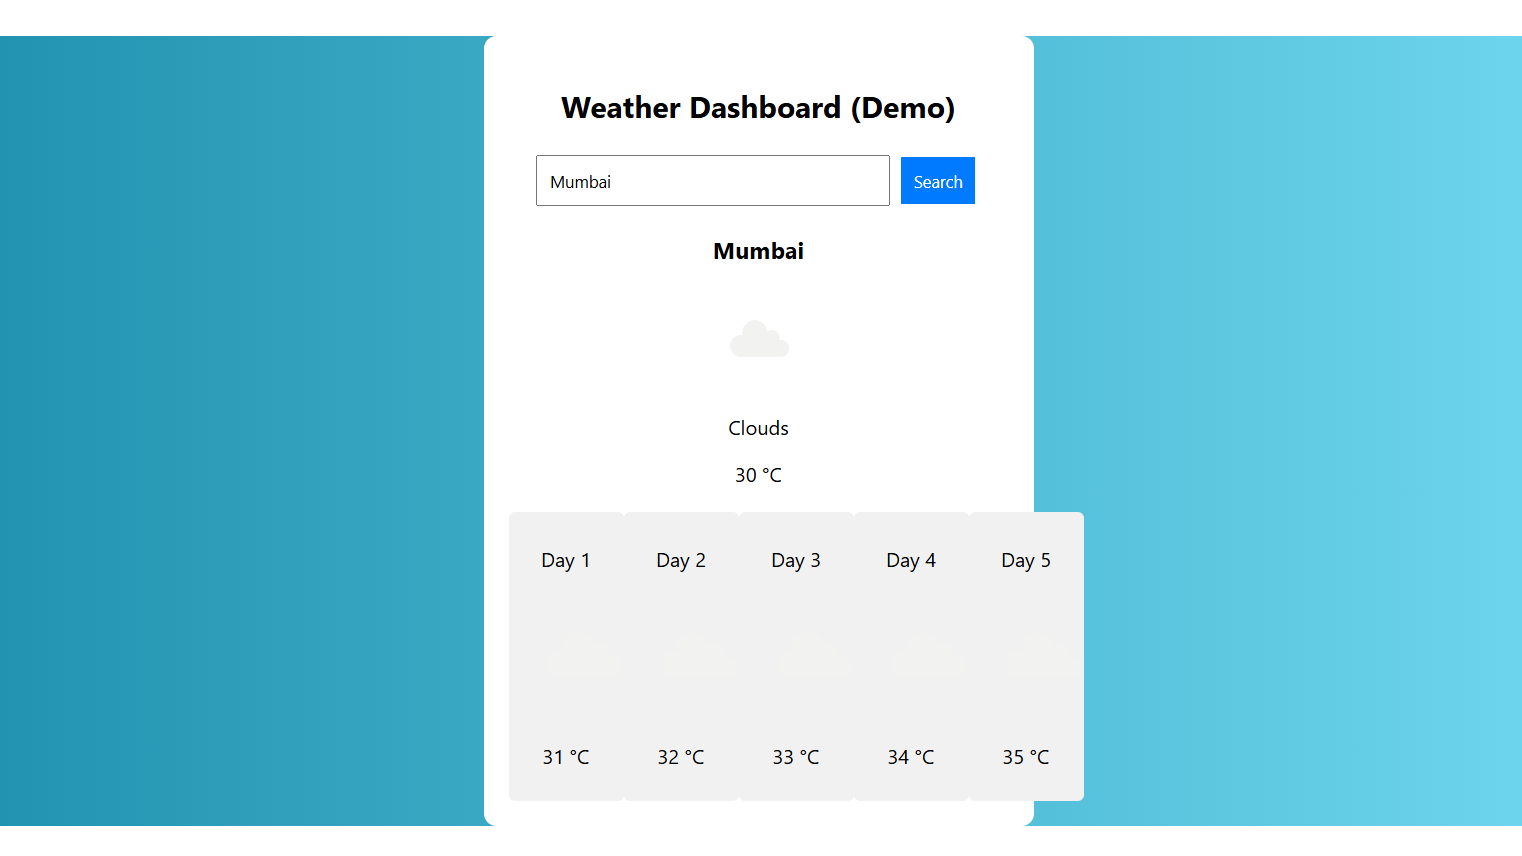 Weather Dashboard (Demo)
Mumbai
Search
Mumbai
Clouds
30 °C
Day 1
Day 2
Day 3
Day 4
Day 5
31 °C
32 °C
33 °C
34 °C
35 °C